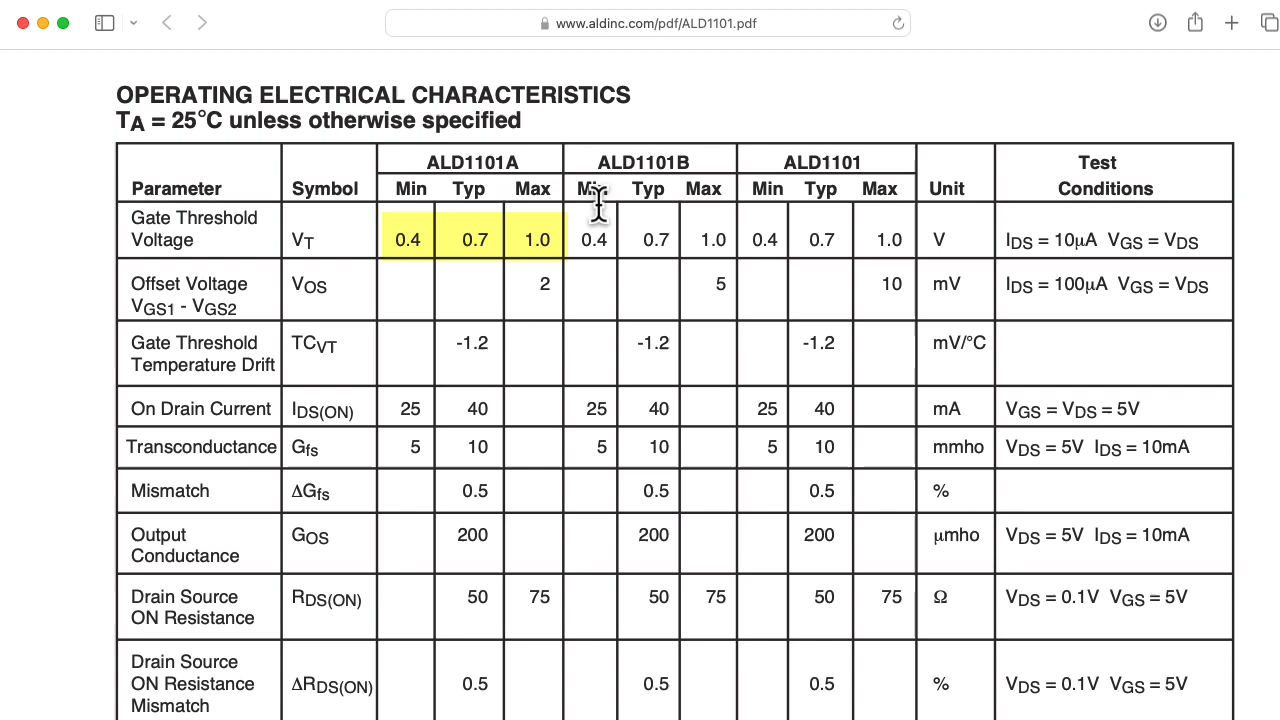 www.aldinc.com/pdf/ALD1101.pdf
OPERATING ELECTRICAL CHARACTERISTICS
TA = 25°C unless otherwise specified
ALD1101A ALD1101B ALD1101 Test
Parameter Symbol Min Typ Max Min Typ Max Min Typ Max Unit Conditions
Gate Threshold
Voltage VT 0.4 0.7 1.0 0.4 0.7 1.0 0.4 0.7 1.0 V IDS = 10μA VGS = VDS
Offset Voltage VOS 2 5 10 mV IDS = 100μA VGS = VDS
VGS1 - VGS2
Gate Threshold TCVT -1.2 -1.2 -1.2 mV/°C
Temperature Drift
On Drain Current IDS(ON) 25 40 25 40 25 40 mA VGS = VDS = 5V
Transconductance Gfs 5 10 5 10 5 10 mmho VDS = 5V IDS = 10mA
Mismatch ΔGfs 0.5 0.5 0.5 %
Output GOS 200 200 200 μmho VDS = 5V IDS = 10mA
Conductance
Drain Source RDS(ON) 50 75 50 75 50 75 Ω VDS = 0.1V VGS = 5V
ON Resistance
Drain Source
ON Resistance ΔRDS(ON) 0.5 0.5 0.5 % VDS = 0.1V VGS = 5V
Mismatch